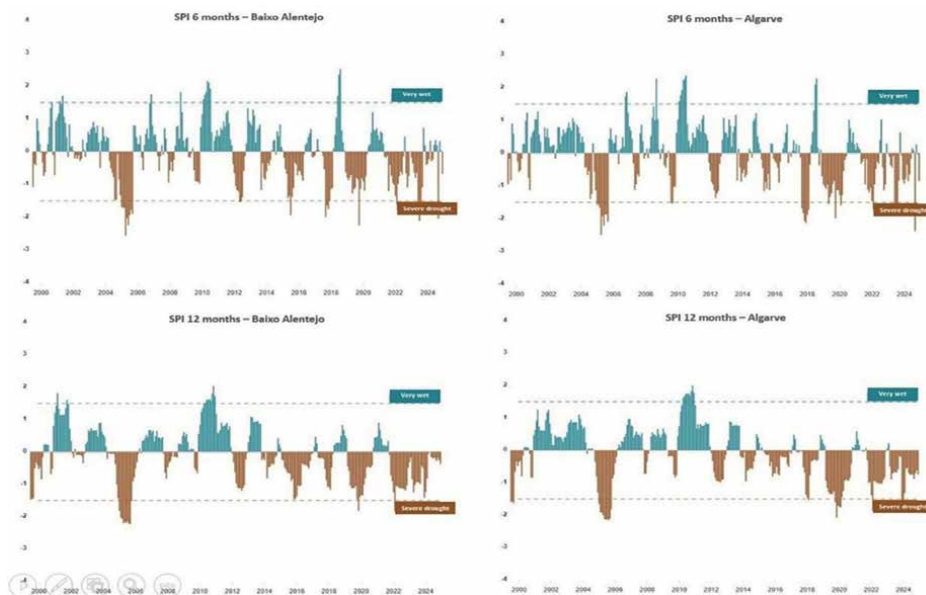 SPI 6 months – Baixo Alentejo
4
3
2
1
0
-1
-2
-3
-4
Very wet
Severe drought
2000 2002 2004 2006 2008 2010 2012 2014 2016 2018 2020 2022 2024
SPI 6 months – Algarve
4
3
2
1
0
-1
-2
-3
-4
Very wet
Severe drought
2000 2002 2004 2006 2008 2010 2012 2014 2016 2018 2020 2022 2024
SPI 12 months – Baixo Alentejo
4
3
2
1
0
-1
-2
-3
-4
Very wet
Severe drought
2000 2002 2004 2006 2008 2010 2012 2014 2016 2018 2020 2022 2024
SPI 12 months – Algarve
4
3
2
1
0
-1
-2
-3
-4
Very wet
Severe drought
2000 2002 2004 2006 2008 2010 2012 2014 2016 2018 2020 2022 2024